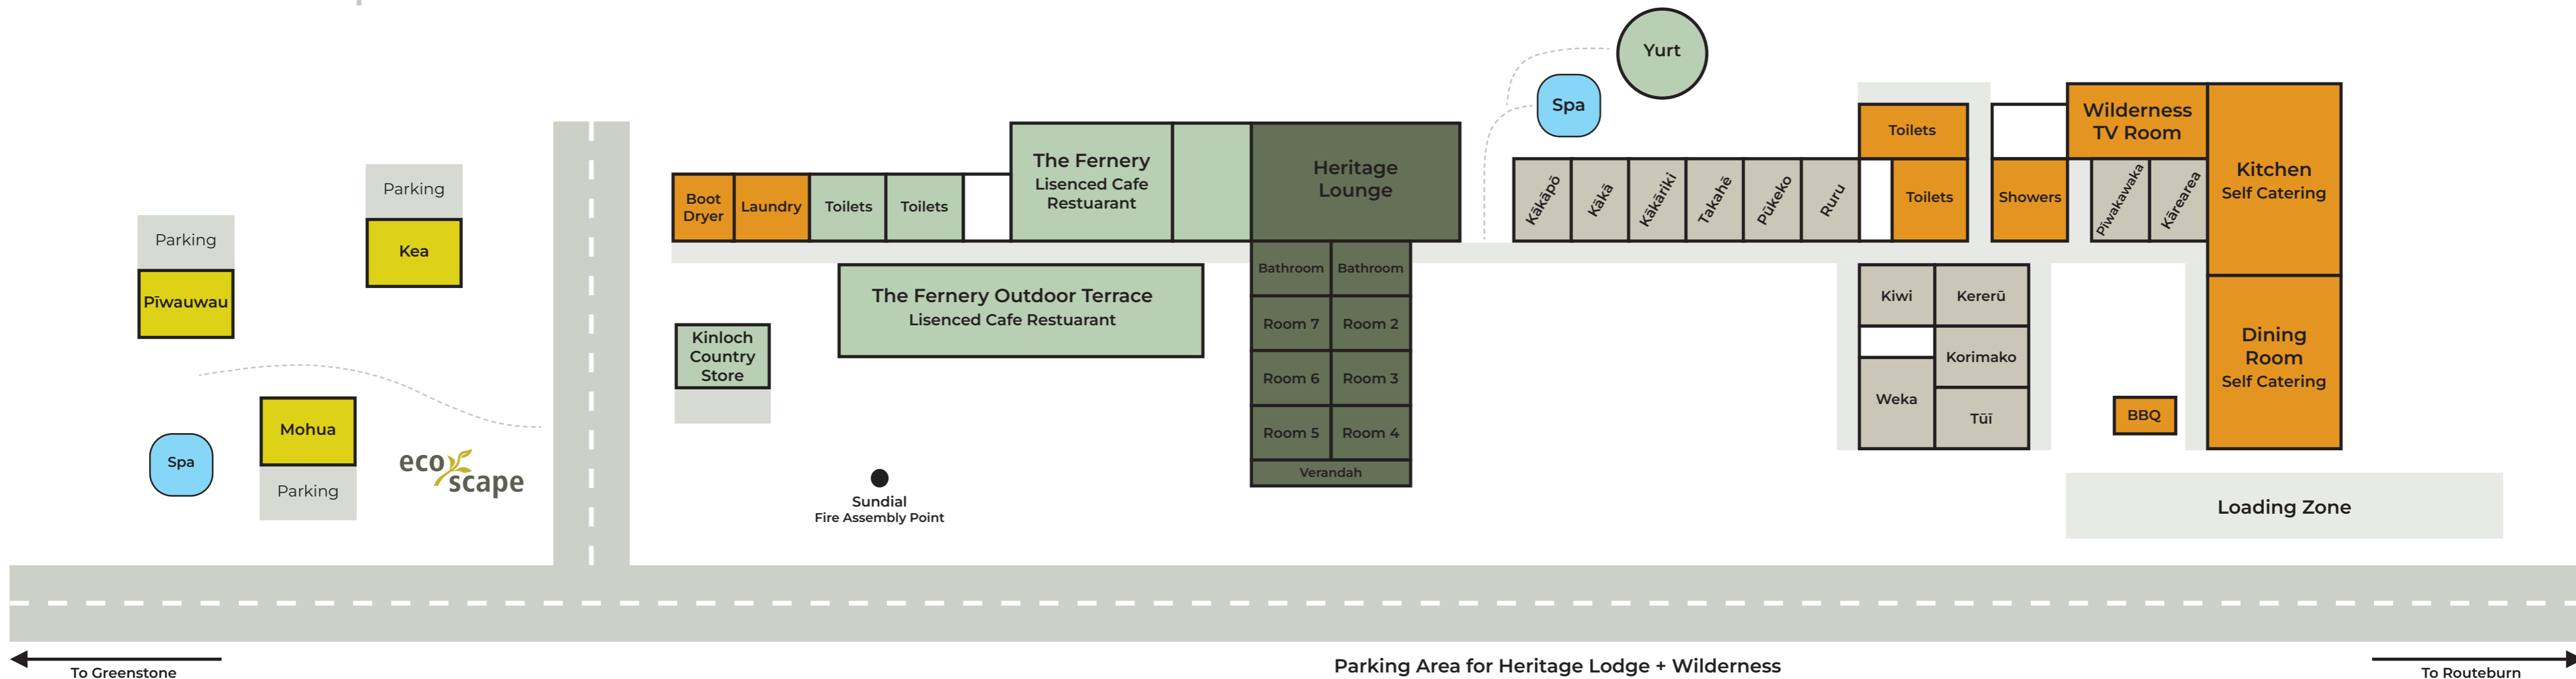 Parking
Pīwauwau
Parking
Kea
Mohua
Parking
Spa
eco
scape
Boot
Dryer
Laundry
Toilets
Toilets
The Fernery
Lisenced Cafe
Restuarant
Heritage
Lounge
The Fernery Outdoor Terrace
Lisenced Cafe Restuarant
Kinloch
Country
Store
Sundial
Fire Assembly Point
Bathroom
Bathroom
Room 7
Room 2
Room 6
Room 3
Room 5
Room 4
Verandah
Yurt
Spa
Kākāpō
Kākā
Kākāriki
Takahē
Pūkeko
Ruru
Toilets
Toilets
Showers
Wilderness
TV Room
Pīwakawaka
Kārearea
Kitchen
Self Catering
Kiwi
Kererū
Korimako
Weka
Tūī
BBQ
Dining
Room
Self Catering
Loading Zone
To Greenstone
Parking Area for Heritage Lodge + Wilderness
To Routeburn